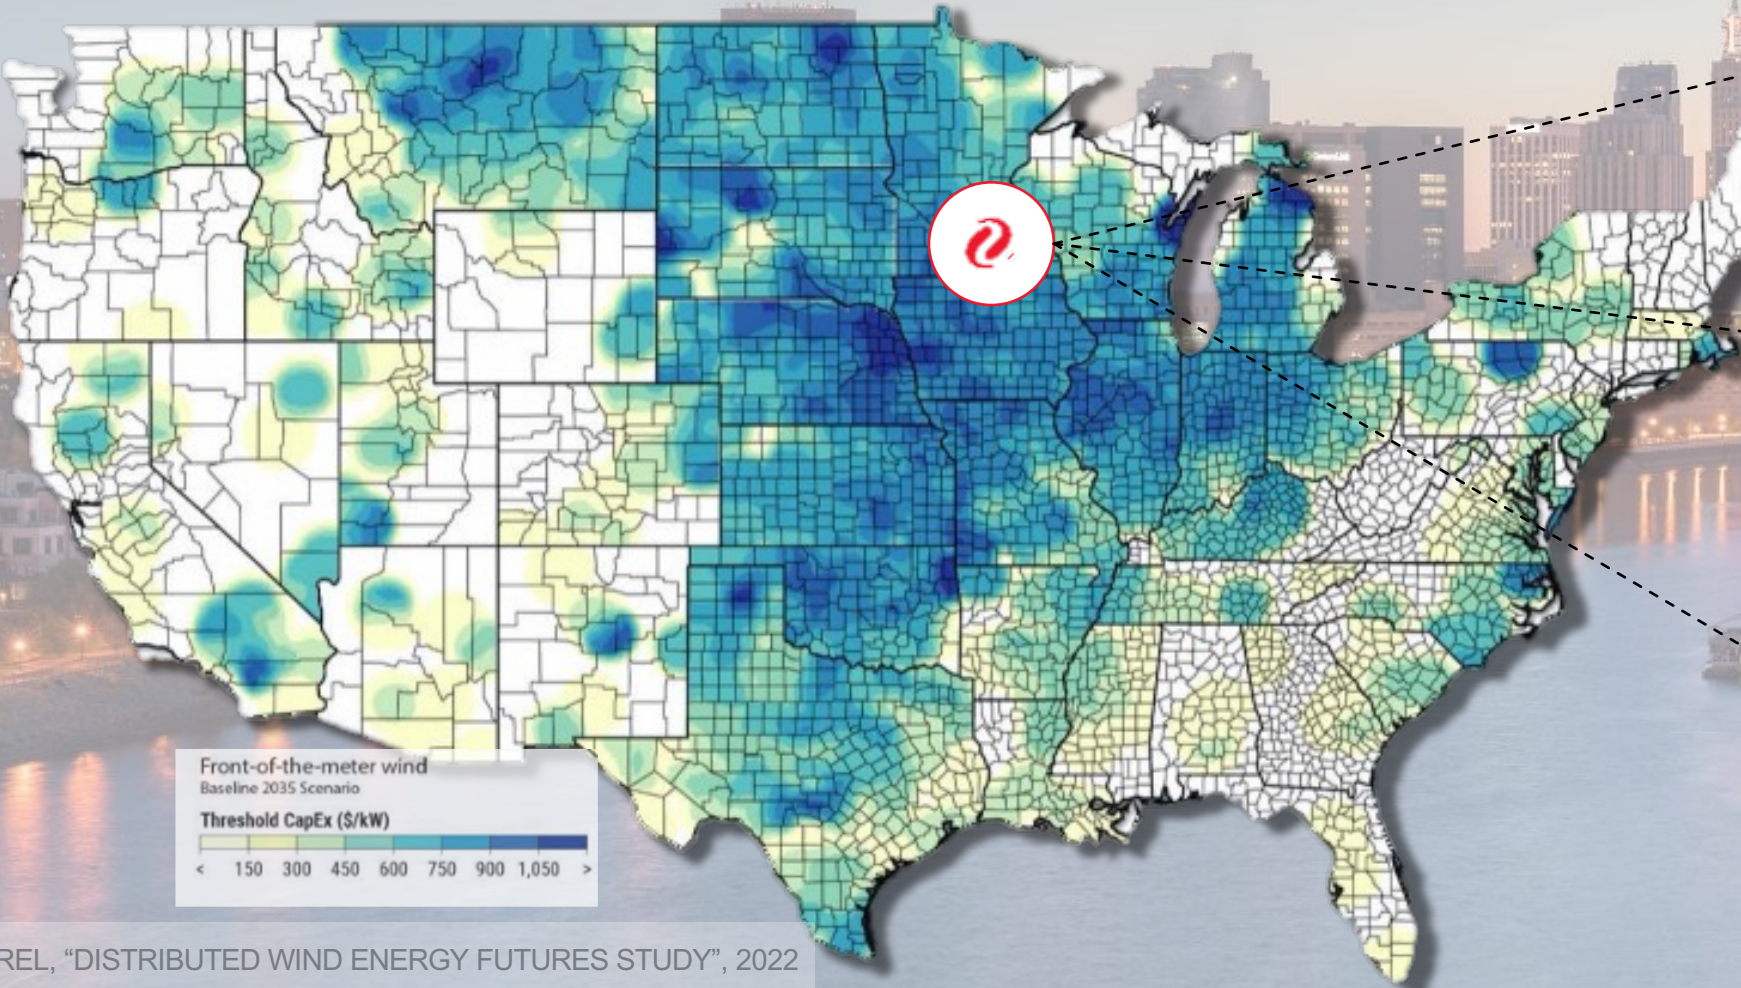 Front-of-the-meter wind
Baseline 2035 Scenario
Threshold CapEx ($/kW)
< 150 300 450 600 750 900 1,050 >
REL, “DISTRIBUTED WIND ENERGY FUTURES STUDY”, 2022